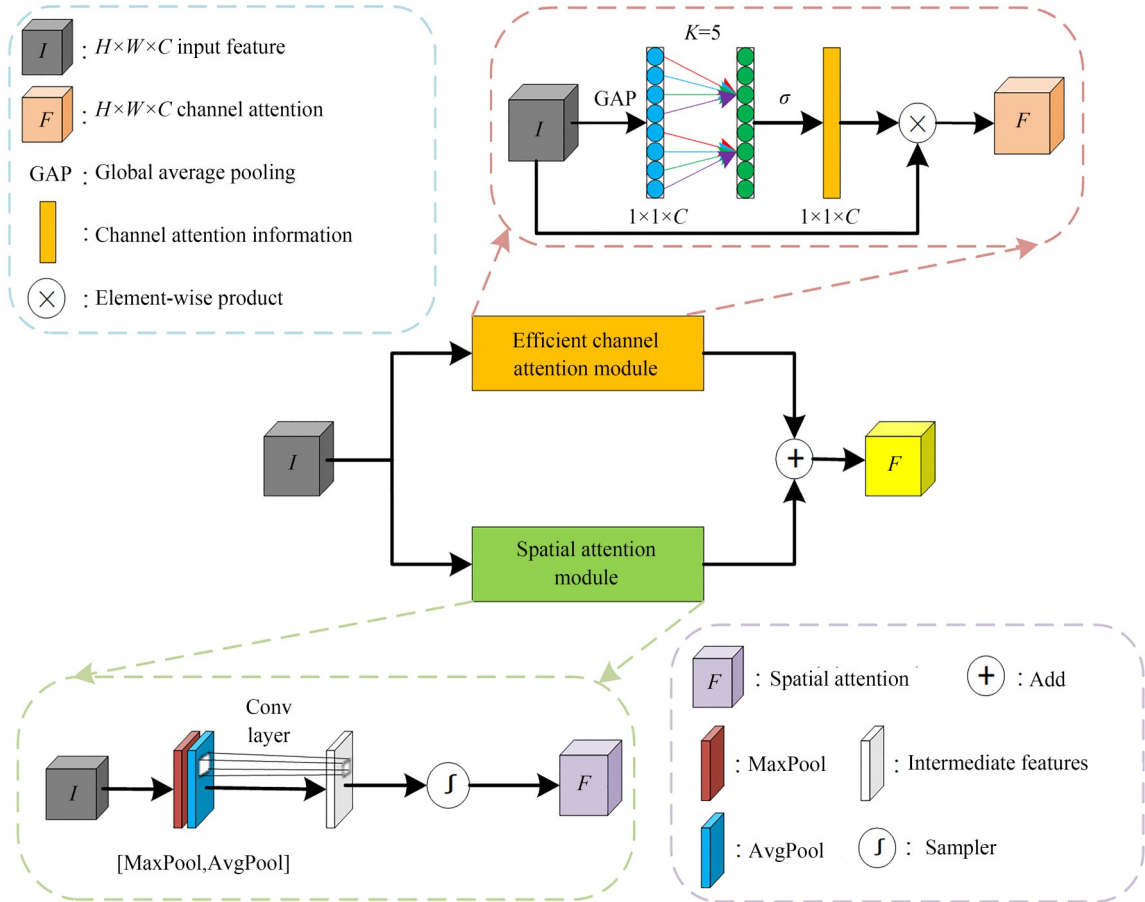 I : H×W×C input feature
F : H×W×C channel attention
GAP : Global average pooling
: Channel attention information
× : Element-wise product
K=5
I
GAP
σ
×
F
1×1×C
1×1×C
Efficient channel
attention module
I
+
F
Spatial attention
module
Conv
layer
I
ʃ
F
[MaxPool,AvgPool]
F : Spatial attention
+ : Add
: MaxPool
: Intermediate features
: AvgPool
ʃ : Sampler